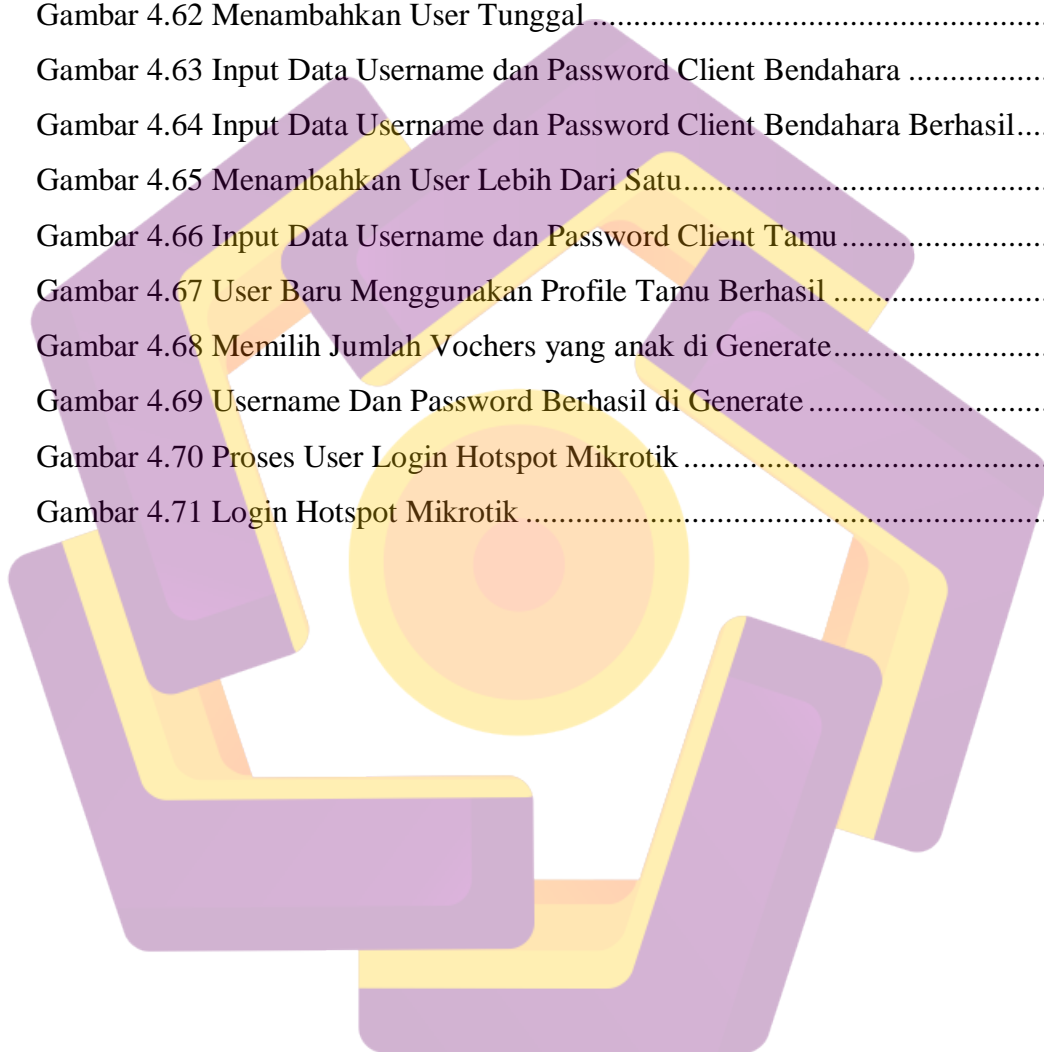 Gambar 4.62 Menambahkan User Tunggal ..................................................
Gambar 4.63 Input Data Username dan Password Client Bendahara ...............
Gambar 4.64 Input Data Username dan Password Client Bendahara Berhasil....
Gambar 4.65 Menambahkan User Lebih Dari Satu.........................................
Gambar 4.66 Input Data Username dan Password Client Tamu .......................
Gambar 4.67 User Baru Menggunakan Profile Tamu Berhasil ........................
Gambar 4.68 Memilih Jumlah Vochers yang anak di Generate........................
Gambar 4.69 Username Dan Password Berhasil di Generate ...........................
Gambar 4.70 Proses User Login Hotspot Mikrotik .........................................
Gambar 4.71 Login Hotspot Mikrotik ...........................................................